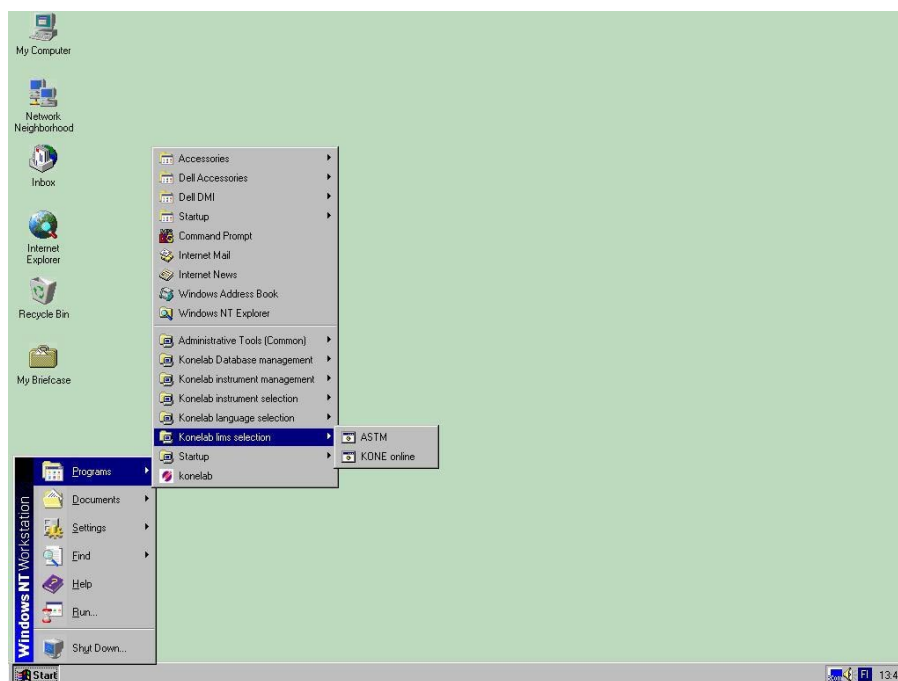 My Computer
Network
Neighborhood
Inbox
Internet
Explorer
Recycle Bin
My Briefcase
Accessories
Dell Accessories
Dell DMI
Startup
Command Prompt
Internet Mail
Internet News
Windows Address Book
Windows NT Explorer
Administrative Tools (Common)
Konelab Database management
Konelab instrument management
Konelab instrument selection
Konelab language selection
Konelab lims selection
Startup
konelab
ASTM
KONE online
Programs
Documents
Settings
Find
Help
Run...
Shut Down...
Windows NT Workstation
Start
FI
13:4